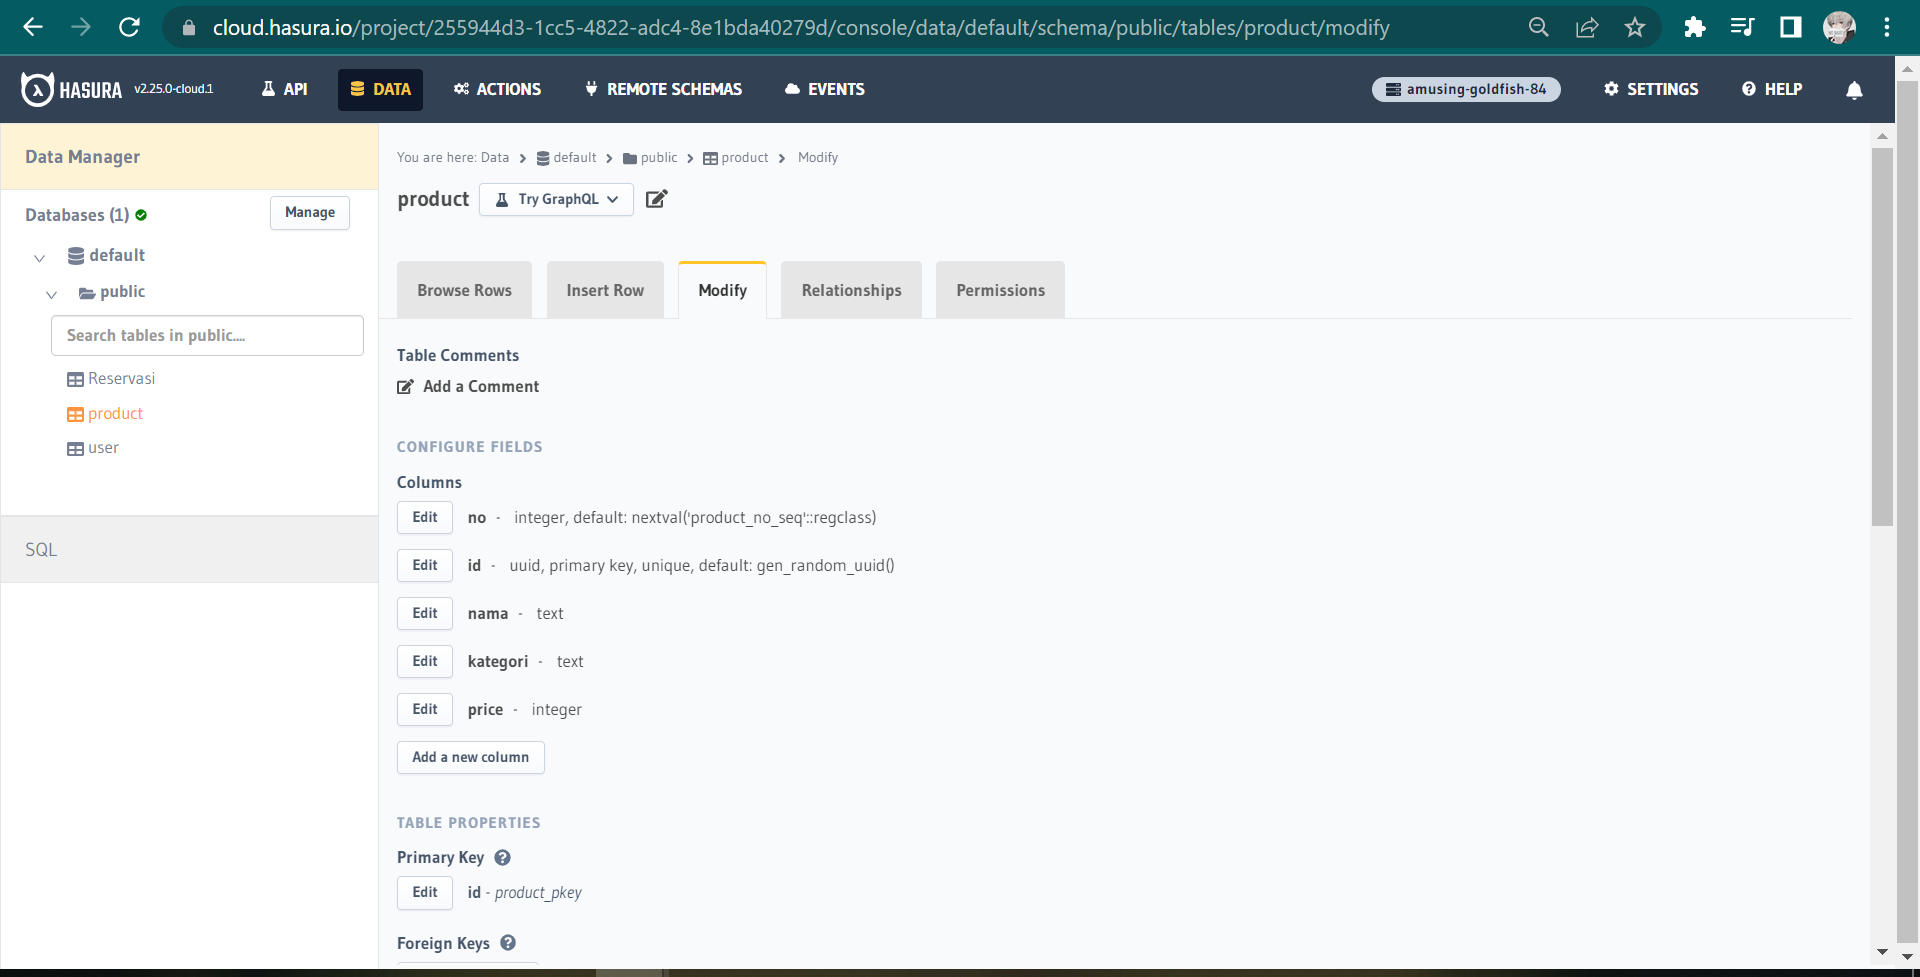 cloud.hasura.io/project/255944d3-1cc5-4822-adc4-8e1bda40279d/console/data/default/schema/public/tables/product/modify
HASURA v2.25.0-cloud.1 API DATA ACTIONS REMOTE SCHEMAS EVENTS amusing-goldfish-84 SETTINGS HELP
Data Manager
Databases (1) Manage
default
public
Search tables in public....
Reservasi
product
user
SQL
You are here: Data > default > public > product > Modify
product Try GraphQL
Browse Rows Insert Row Modify Relationships Permissions
Table Comments
Add a Comment
CONFIGURE FIELDS
Columns
Edit no - integer, default: nextval('product_no_seq'::regclass)
Edit id - uuid, primary key, unique, default: gen_random_uuid()
Edit nama - text
Edit kategori - text
Edit price - integer
Add a new column
TABLE PROPERTIES
Primary Key
Edit id - product_pkey
Foreign Keys